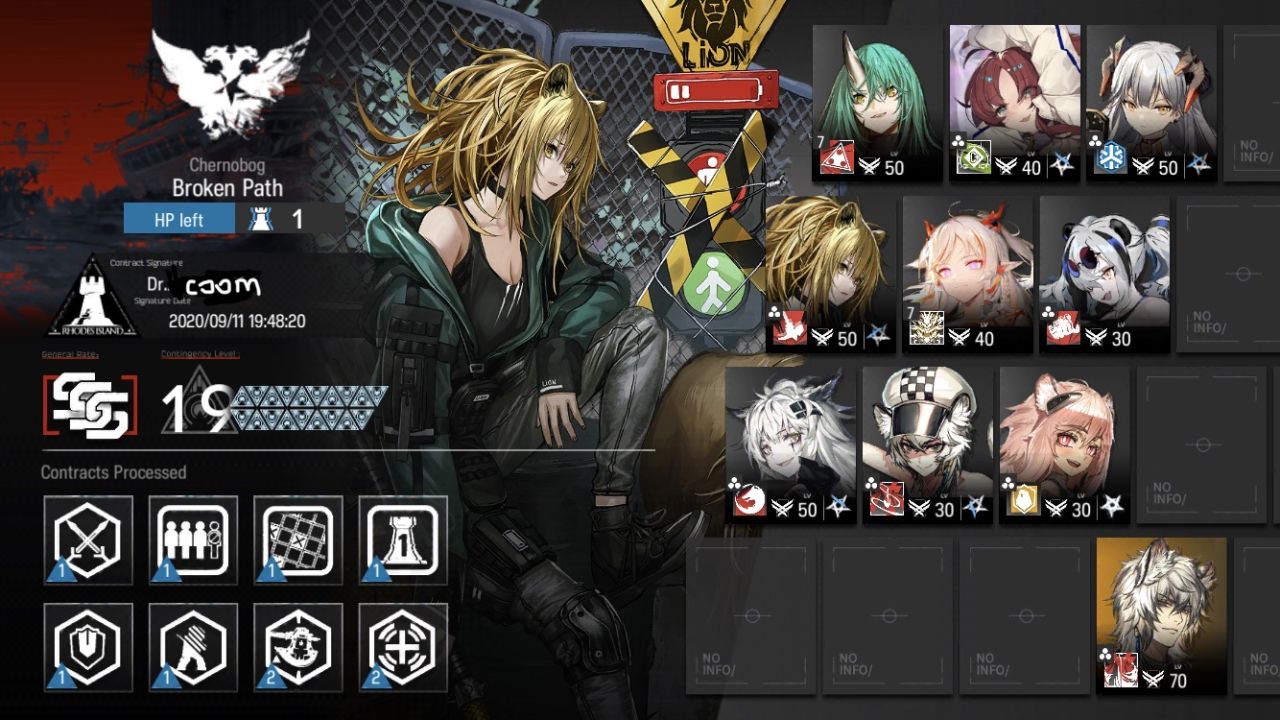 Chernobog
Broken Path
HP left 1
Contract Signature
Dr. coom
Signature Date
2020/09/11 19:48:20
RHODES ISLAND
General Rate:
Contingency Level:
19
Contracts Processed
1
1
1
1
1
1
1
2
2
LiON
LION
7
LV
50
LV
40
LV
50
NO
INFO/
LV
50
7
LV
40
LV
30
NO
INFO/
LV
50
LV
30
LV
30
NO
INFO/
NO
INFO/
NO
INFO/
NO
INFO/
LV
70
NO
INFO/